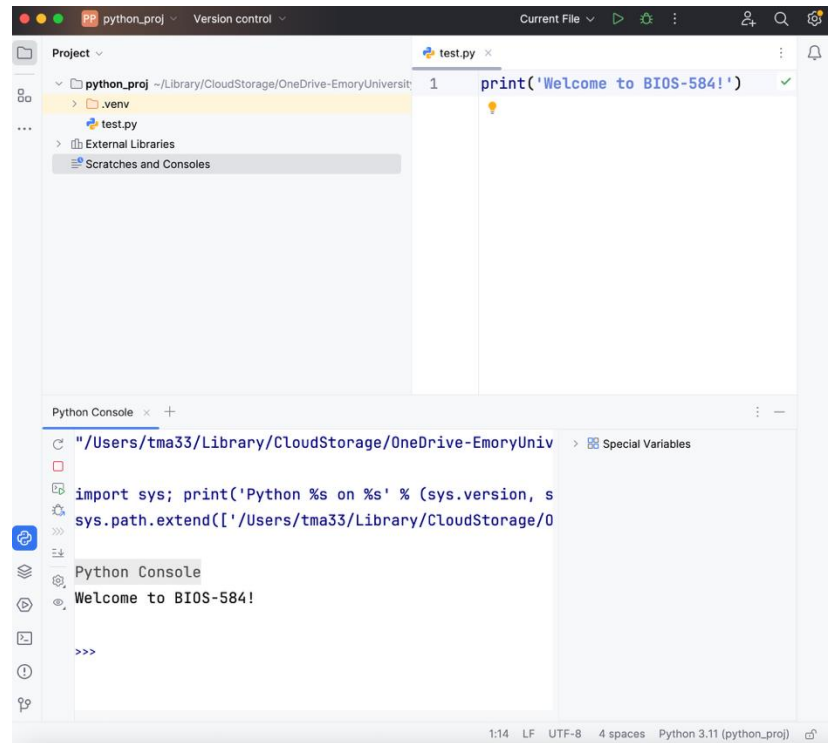 PP python_proj Version control Current File
Project
test.py
python_proj ~/Library/CloudStorage/OneDrive-EmoryUniversit
.venv
test.py
External Libraries
Scratches and Consoles
1 print('Welcome to BIOS-584!')
Python Console
"/Users/tma33/Library/CloudStorage/OneDrive-EmoryUniv
import sys; print('Python %s on %s' % (sys.version, s
sys.path.extend(['/Users/tma33/Library/CloudStorage/O
Python Console
Welcome to BIOS-584!
>>>
Special Variables
1:14 LF UTF-8 4 spaces Python 3.11 (python_proj)